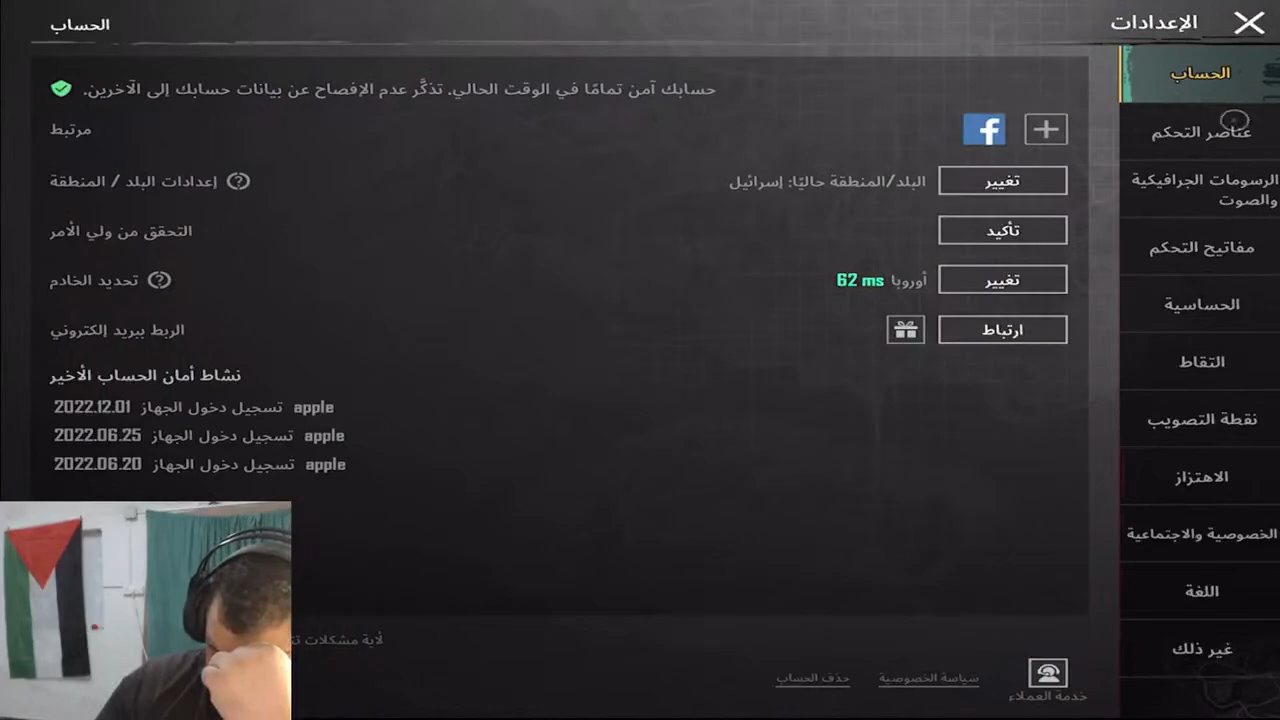 الإعدادات
الحساب
حسابك آمن تمامًا في الوقت الحالي. تذكَّر عدم الإفصاح عن بيانات حسابك إلى الآخرين.
مرتبط
إعدادات البلد / المنطقة
البلد/المنطقة حاليًا: إسرائيل
تغيير
التحقق من ولي الأمر
تأكيد
تحديد الخادم
أوروبا 62 ms
تغيير
الربط ببريد إلكتروني
ارتباط
نشاط أمان الحساب الأخير
2022.12.01 تسجيل دخول الجهاز apple
2022.06.25 تسجيل دخول الجهاز apple
2022.06.20 تسجيل دخول الجهاز apple
لأية مشكلات
حذف الحساب
سياسة الخصوصية
خدمة العملاء
الحساب
عناصر التحكم
الرسومات الجرافيكية
والصوت
مفاتيح التحكم
الحساسية
التقاط
نقطة التصويب
الاهتزاز
الخصوصية والاجتماعية
اللغة
غير ذلك